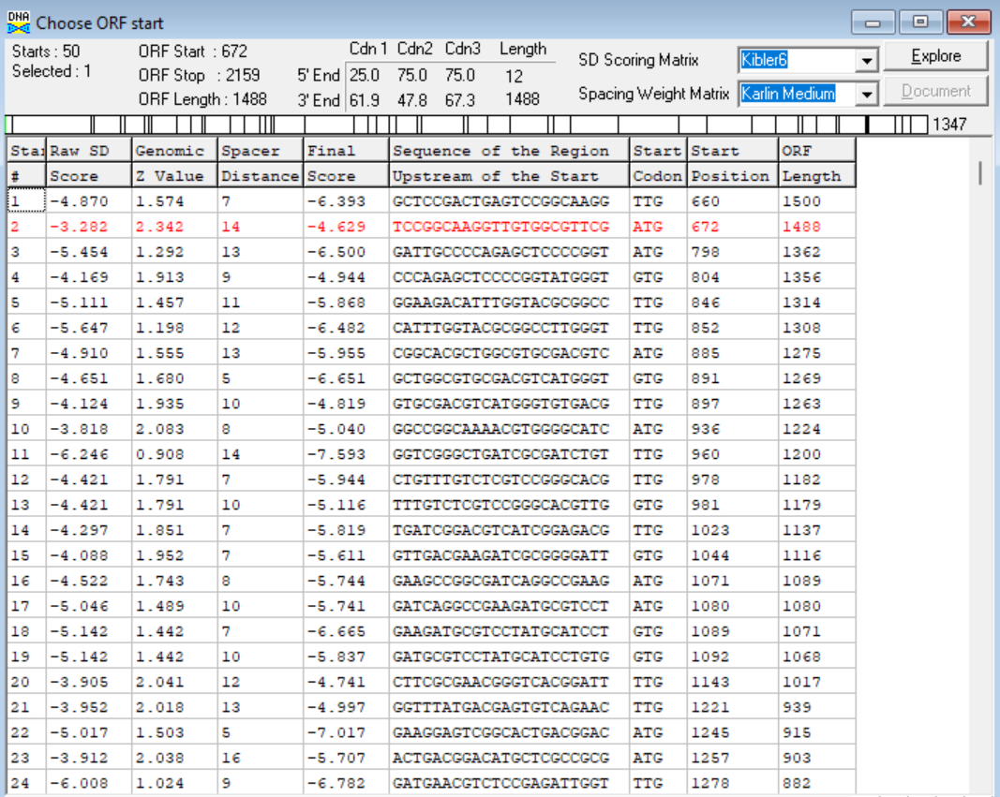 DNA Choose ORF start
Starts : 50 ORF Start : 672 Cdn 1 Cdn2 Cdn3 Length SD Scoring Matrix Kibler6 Explore
Selected : 1 ORF Stop : 2159 5' End 25.0 75.0 75.0 12
ORF Length : 1488 3' End 61.9 47.8 67.3 1488 Spacing Weight Matrix Karlin Medium Document
1347
Star Raw SD Genomic Spacer Final Sequence of the Region Start Start ORF
# Score Z Value Distance Score Upstream of the Start Codon Position Length
1 -4.870 1.574 7 -6.393 GCTCCGACTGAGTCCGGCAAGG TTG 660 1500
2 -3.282 2.342 14 -4.629 TCCGGCAAGGTTGTGGCGTTCG ATG 672 1488
3 -5.454 1.292 13 -6.500 GATTGCCCCAGAGCTCCCCGGT ATG 798 1362
4 -4.169 1.913 9 -4.944 CCCAGAGCTCCCCGGTATGGGT GTG 804 1356
5 -5.111 1.457 11 -5.868 GGAAGACATTTGGTACGCGGCC TTG 846 1314
6 -5.647 1.198 12 -6.482 CATTTGGTACGCGGCCTTGGGT TTG 852 1308
7 -4.910 1.555 13 -5.955 CGGCACGCTGGCGTGCGACGTC ATG 885 1275
8 -4.651 1.680 5 -6.651 GCTGGCGTGCGACGTCATGGGT GTG 891 1269
9 -4.124 1.935 10 -4.819 GTGCGACGTCATGGGTGTGACG TTG 897 1263
10 -3.818 2.083 8 -5.040 GGCCGGCAAAACGTGGGGCATC ATG 936 1224
11 -6.246 0.908 14 -7.593 GGTCGGGCTGATCGCGATCTGT TTG 960 1200
12 -4.421 1.791 7 -5.944 CTGTTTGTCTCGTCCGGGCACG TTG 978 1182
13 -4.421 1.791 10 -5.116 TTTGTCTCGTCCGGGCACGTTG GTG 981 1179
14 -4.297 1.851 7 -5.819 TGATCGGACGTCATCGGAGACG TTG 1023 1137
15 -4.088 1.952 7 -5.611 GTTGACGAAGATCGCGGGGATT GTG 1044 1116
16 -4.522 1.743 8 -5.744 GAAGCCGGCGATCAGGCCGAAG ATG 1071 1089
17 -5.046 1.489 10 -5.741 GATCAGGCCGAAGATGCGTCCT ATG 1080 1080
18 -5.142 1.442 7 -6.665 GAAGATGCGTCCTATGCATCCT GTG 1089 1071
19 -5.142 1.442 10 -5.837 GATGCGTCCTATGCATCCTGTG GTG 1092 1068
20 -3.905 2.041 12 -4.741 CTTCGCGAACGGGTCACGGATT TTG 1143 1017
21 -3.952 2.018 13 -4.997 GGTTTATGACGAGTGTCAGAAC TTG 1221 939
22 -5.017 1.503 5 -7.017 GAAGGAGTCGGCACTGACGGAC ATG 1245 915
23 -3.912 2.038 16 -5.707 ACTGACGGACATGCTCGCCGCG ATG 1257 903
24 -6.008 1.024 9 -6.782 GATGAACGTCTCCGAGATTGGT TTG 1278 882